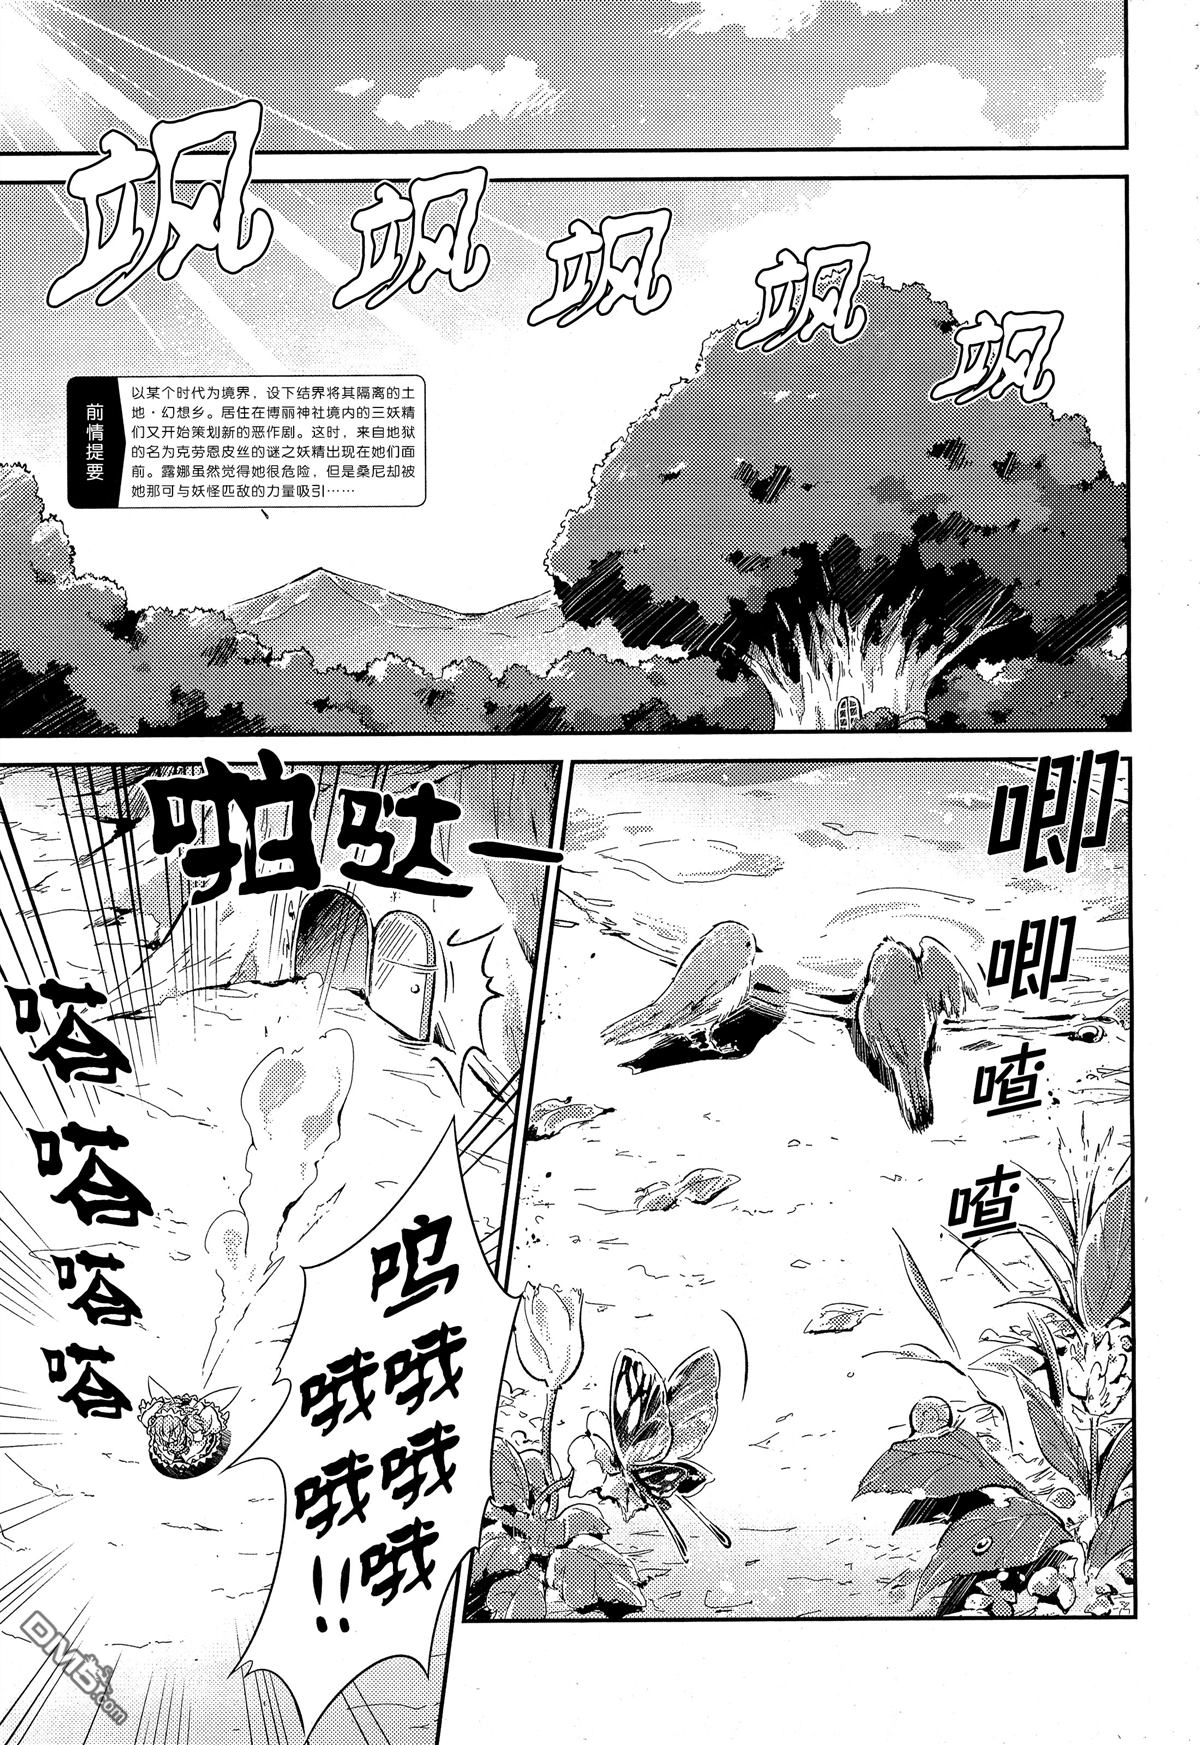 飒
飒
飒
飒
飒
前情提要
以某个时代为境界，设下结界将其隔离的土
地·幻想乡。居住在博丽神社境内的三妖精
们又开始策划新的恶作剧。这时，来自地狱
的名为克劳恩皮丝的谜之妖精出现在她们面
前。露娜虽然觉得她很危险，但是桑尼却被
她那可与妖怪匹敌的力量吸引……
唧
唧
喳
喳
啪哒一
呜哦哦哦
哦哦!!
嗒
嗒
嗒
嗒
DM5.com